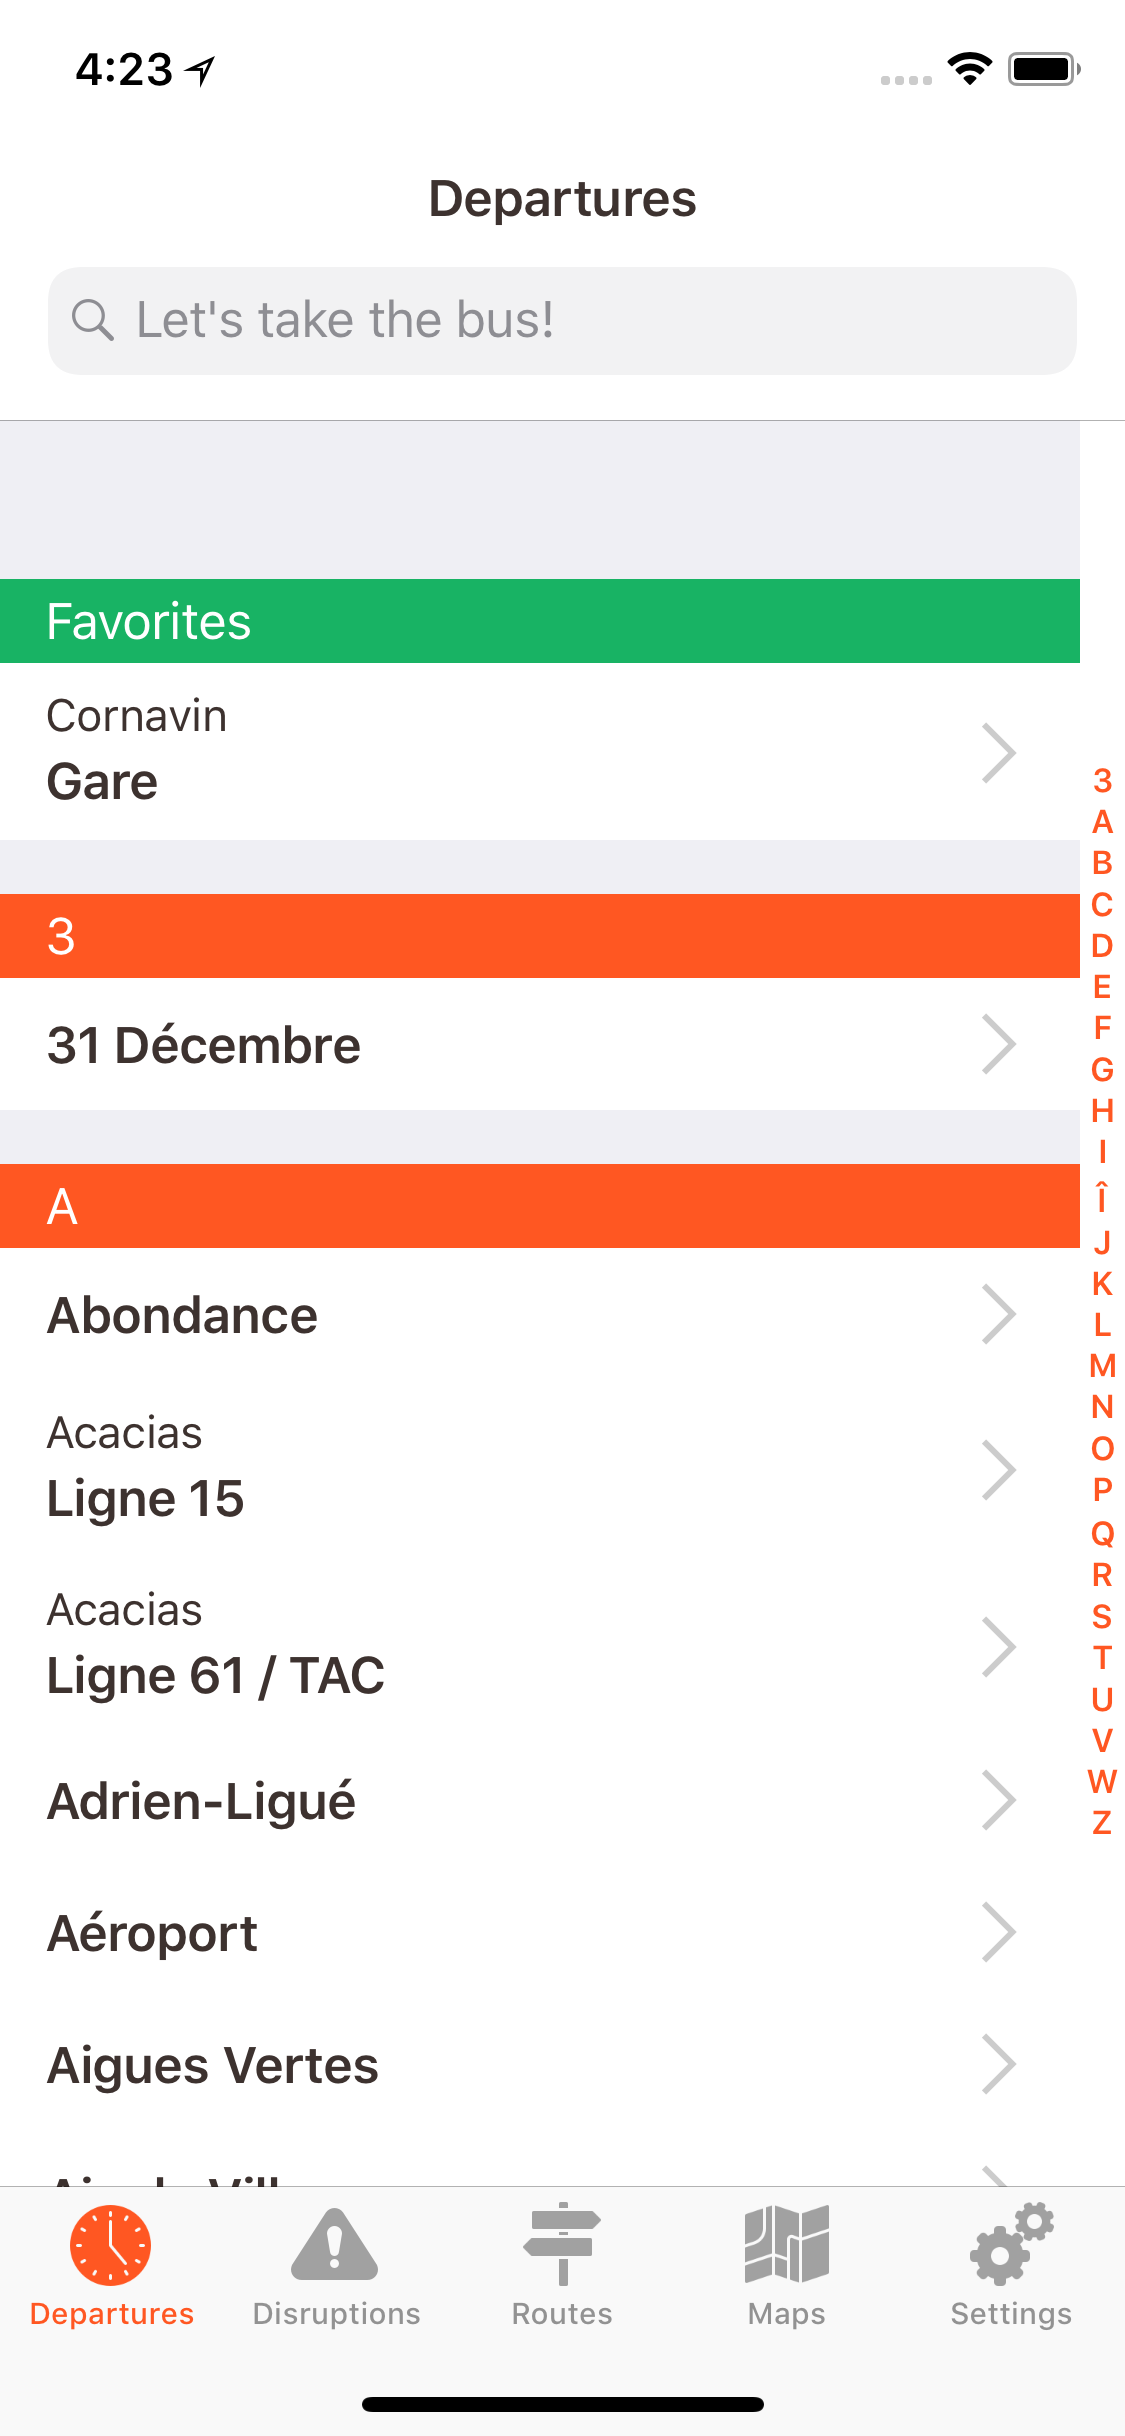 4:23
Departures
Let's take the bus!
Favorites
Cornavin
Gare
3
31 Décembre
A
Abondance
Acacias
Ligne 15
Acacias
Ligne 61 / TAC
Adrien-Ligué
Aéroport
Aigues Vertes
3
A
B
C
D
E
F
G
H
I
Î
J
K
L
M
N
O
P
Q
R
S
T
U
V
W
Z
Departures
Disruptions
Routes
Maps
Settings